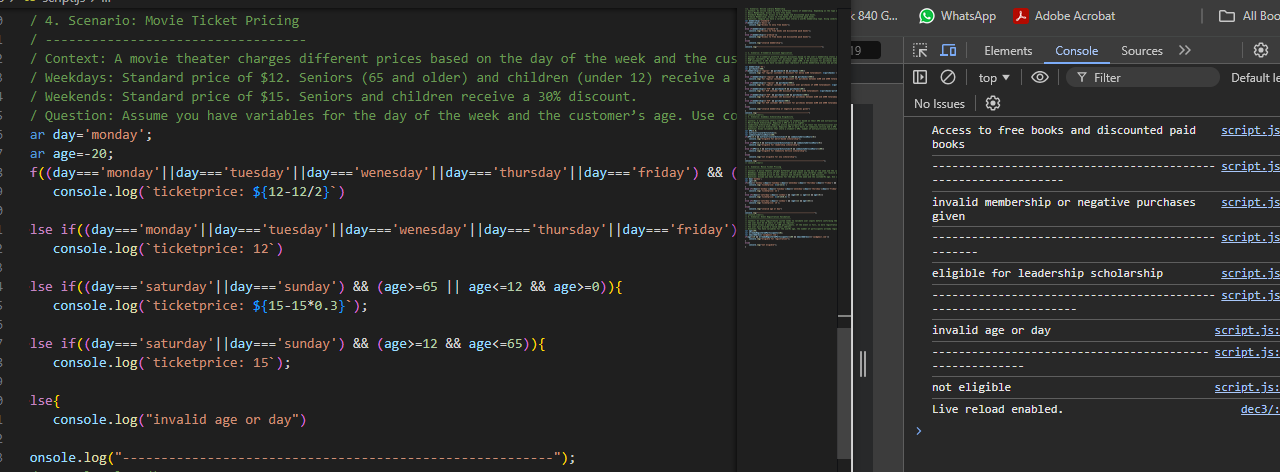 / 4. Scenario: Movie Ticket Pricing
/ ---------------------------------
/ Context: A movie theater charges different prices based on the day of the week and the cus
/ Weekdays: Standard price of $12. Seniors (65 and older) and children (under 12) receive a
/ Weekends: Standard price of $15. Seniors and children receive a 30% discount.
/ Question: Assume you have variables for the day of the week and the customer's age. Use co
ar day='monday';
ar age=-20;
f((day==='monday'||day==='tuesday'||day==='wenesday'||day==='thursday'||day==='friday') && (
console.log(`ticketprice: ${12-12/2}`)
lse if((day==='monday'||day==='tuesday'||day==='wenesday'||day==='thursday'||day==='friday')
console.log(`ticketprice: 12`)
lse if((day==='saturday'||day==='sunday') && (age>=65 || age<=12 && age>=0)){
console.log(`ticketprice: ${15-15*0.3}`);
lse if((day==='saturday'||day==='sunday') && (age>=12 && age<=65)){
console.log(`ticketprice: 15`);
lse{
console.log("invalid age or day")
onsole.log("-------------------------------------------------------");
k 840 G...
WhatsApp
Adobe Acrobat
All Boo
19
Elements
Console
Sources
top
Filter
Default le
No Issues
Access to free books and discounted paid books
script.js
----------------------------------------------------------
script.js
invalid membership or negative purchases given
script.js
-----------------------------------------------
script.js
eligible for leadership scholarship
script.js
------------------------------------------------------------
script.js
invalid age or day
script.js:
-------------------------------------------------------
script.js:
not eligible
script.js:
Live reload enabled.
dec3/: